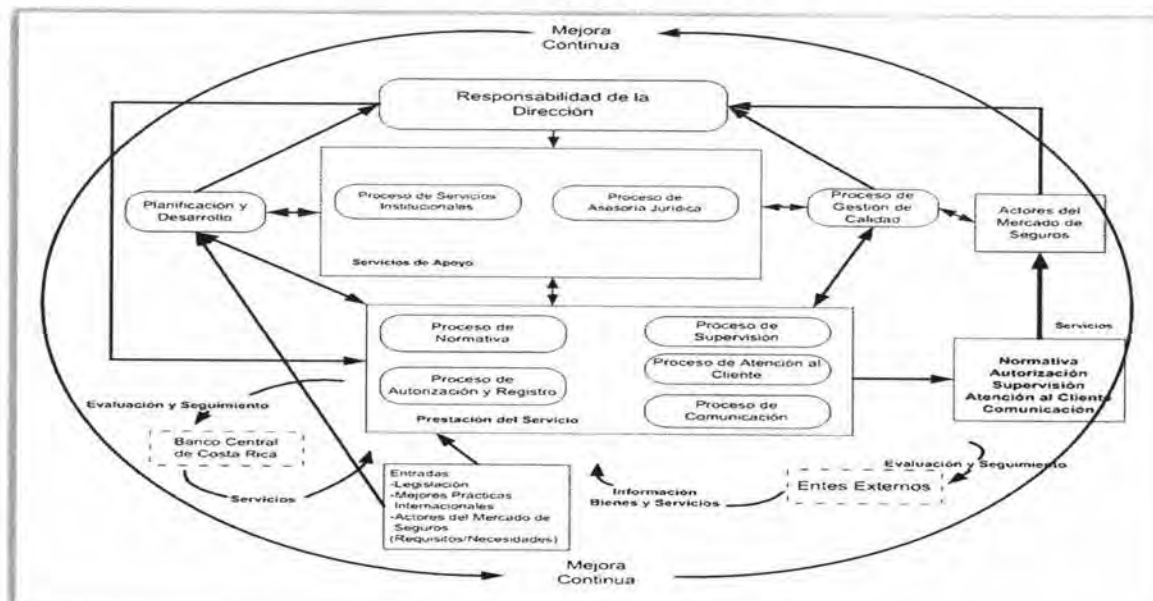 Mejora
Continua
Responsabilidad de la
Dirección
Planificación y
Desarrollo
Proceso de Servicios
Institucionales
Proceso de
Asesoría Jurídica
Servicios de Apoyo
Proceso de
Gestión de
Calidad
Actores del
Mercado de
Seguros
Servicios
Proceso de
Normativa
Proceso de
Autorización y Registro
Proceso de
Supervisión
Proceso de Atención al
Cliente
Proceso de
Comunicación
Prestación del Servicio
Normativa
Autorización
Supervisión
Atención al Cliente
Comunicación
Evaluación y Seguimiento
Banco Central
de Costa Rica
Servicios
Entradas:
-Legislación
-Mejores Prácticas
Internacionales
-Actores del Mercado de
Seguros
(Requisitos/Necesidades)
Información
Bienes y Servicios
Evaluación y Seguimiento
Entes Externos
Mejora
Continua